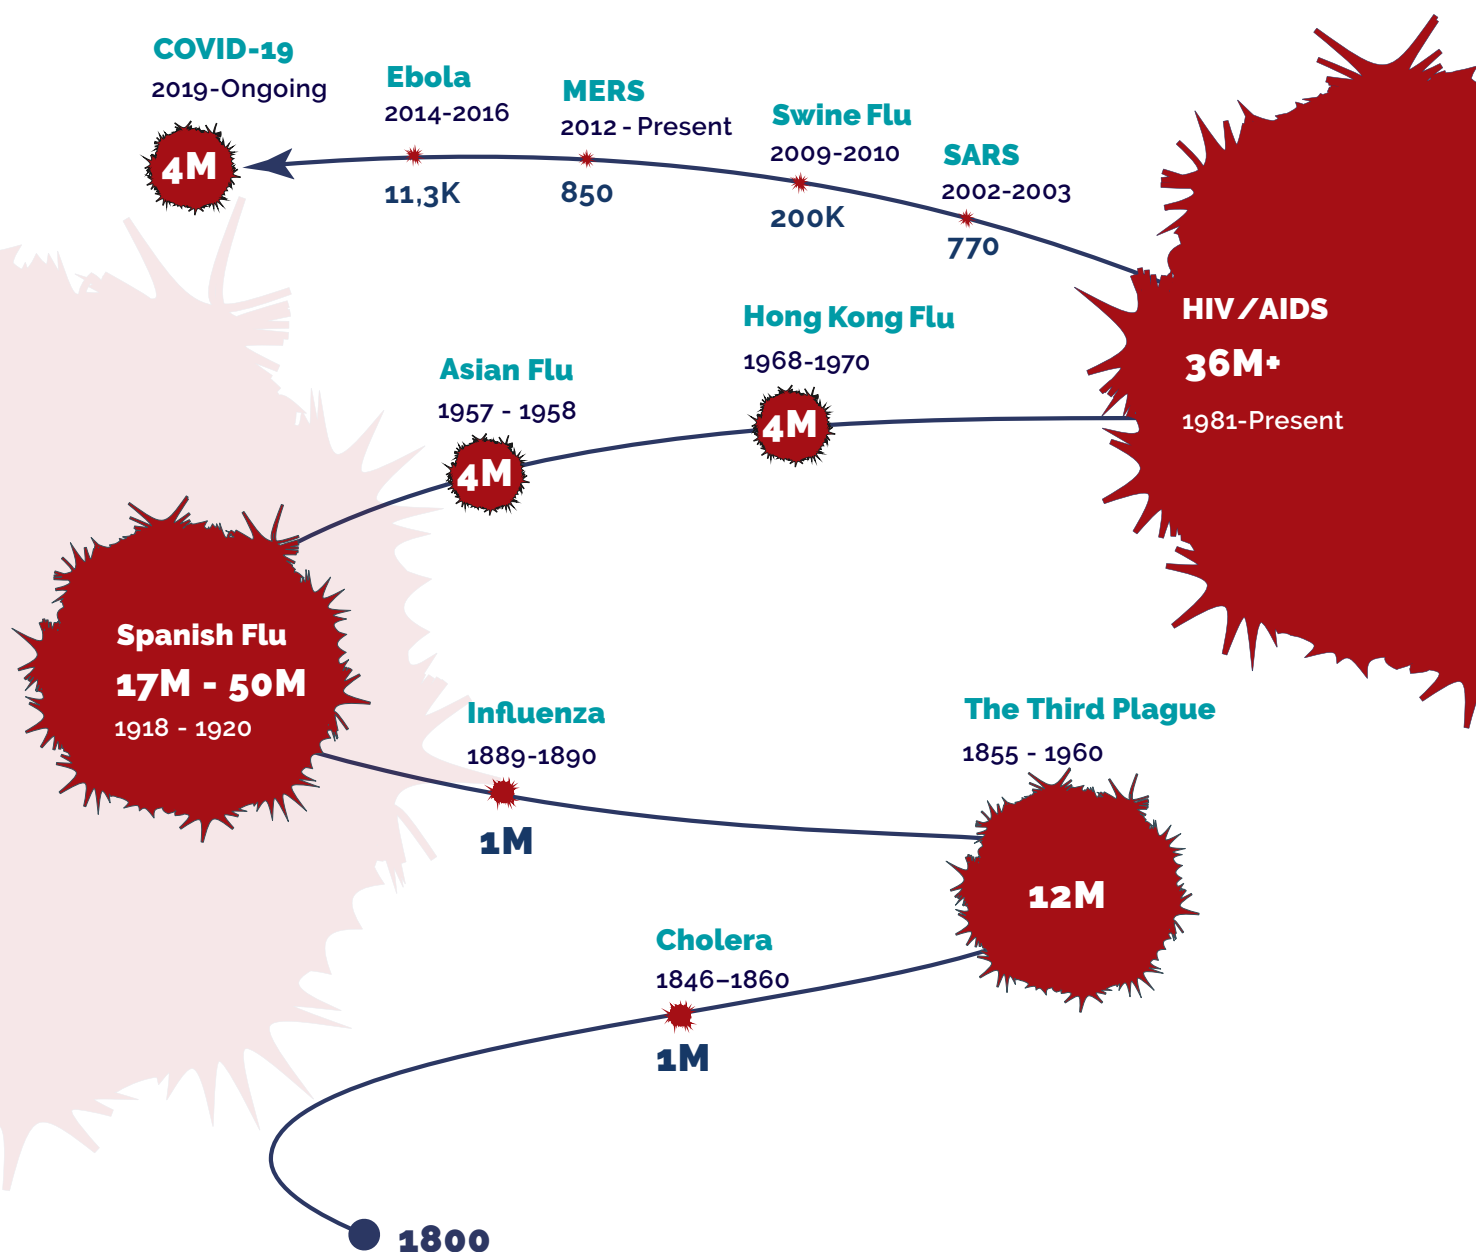 COVID-19
2019-Ongoing
4M
Ebola
2014-2016
11,3K
MERS
2012 - Present
850
Swine Flu
2009-2010
200K
SARS
2002-2003
770
HIV/AIDS
36M+
1981-Present
Hong Kong Flu
1968-1970
4M
Asian Flu
1957 - 1958
4M
Spanish Flu
17M - 50M
1918 - 1920
Influenza
1889-1890
1M
The Third Plague
1855 - 1960
12M
Cholera
1846–1860
1M
1800